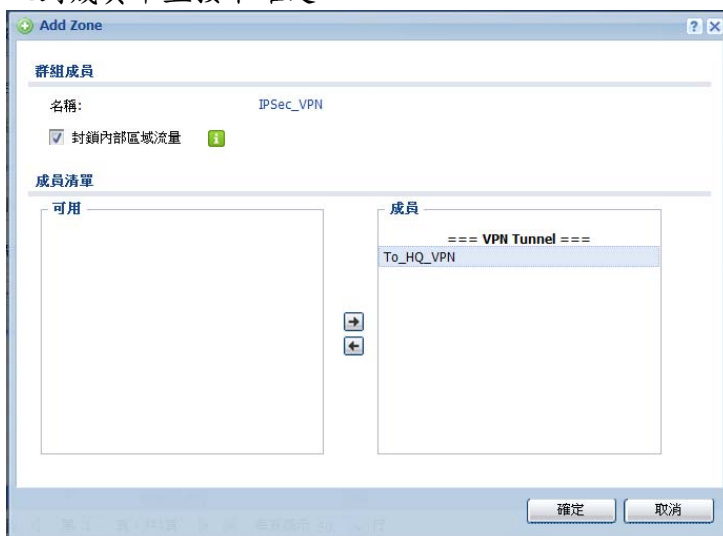 Add Zone
群組成員
名稱: IPSec_VPN
封鎖內部區域流量
成員清單
可用
成員
=== VPN Tunnel ===
To_HQ_VPN
確定 取消